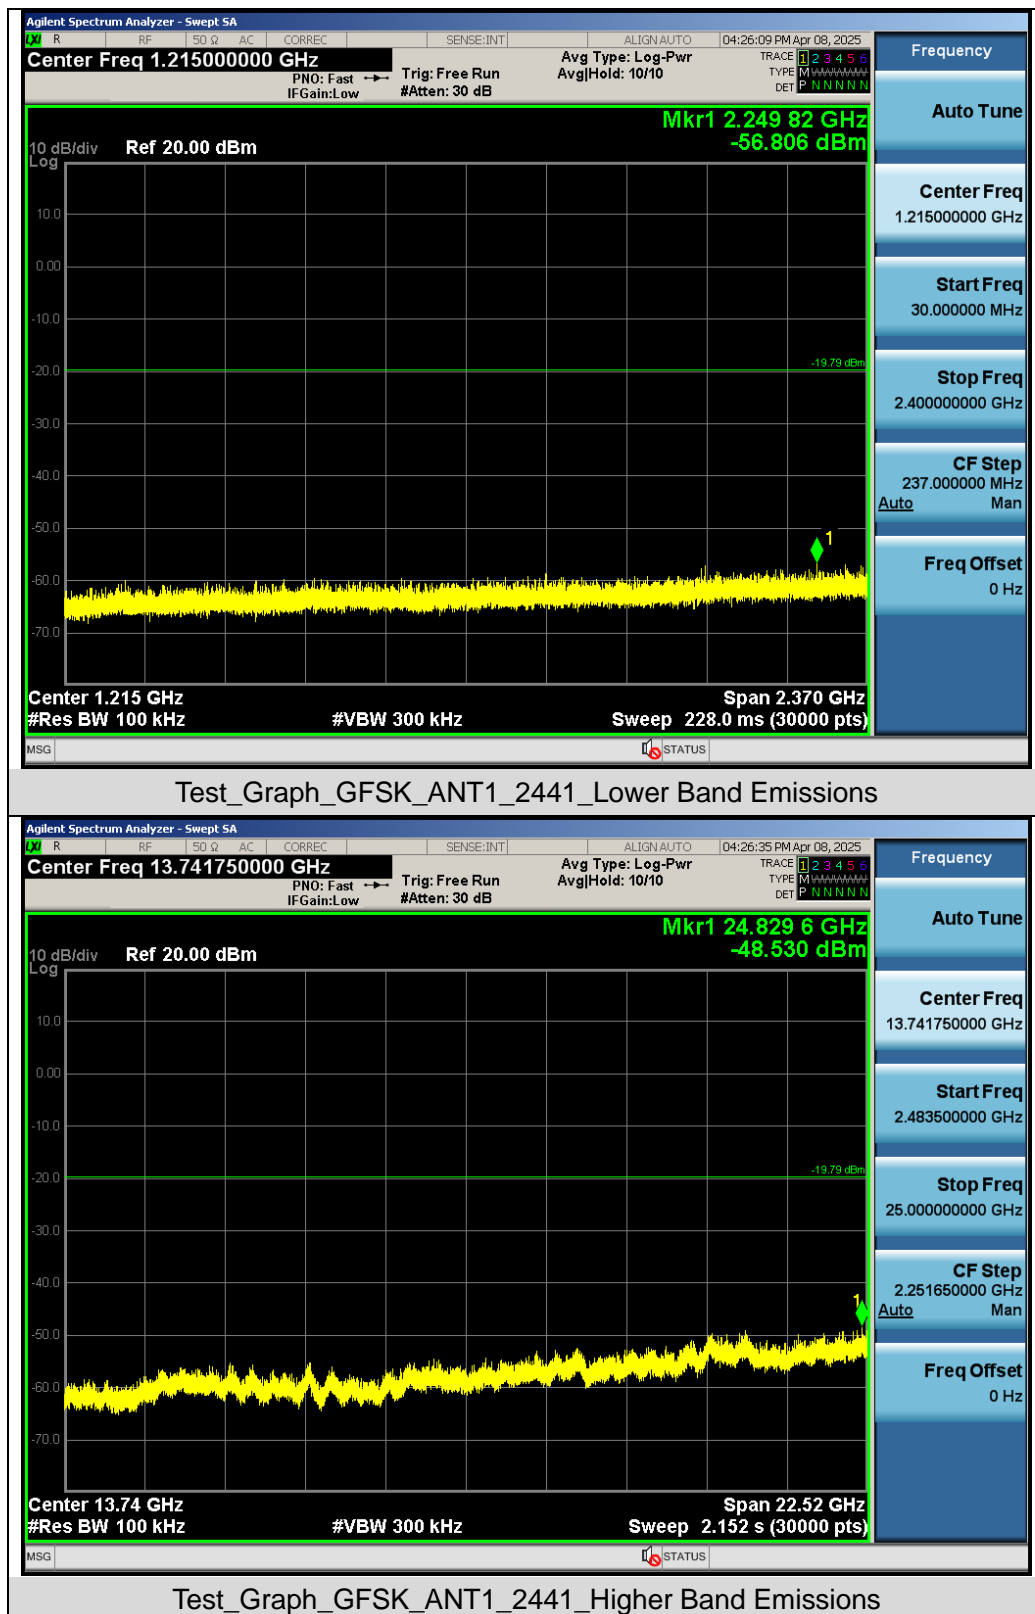 Agilent Spectrum Analyzer - Swept SA
LXI R RF 50 Ω AC CORREC SENSE:INT ALIGN AUTO 04:26:09 PM Apr 08, 2025
Center Freq 1.215000000 GHz
PNO: Fast
IFGain:Low
Trig: Free Run
#Atten: 30 dB
Avg Type: Log-Pwr
Avg|Hold: 10/10
TRACE 1 2 3 4 5 6
TYPE M
DET P N N N N N
Mkr1 2.249 82 GHz
-56.806 dBm
10 dB/div Ref 20.00 dBm
Log
10.0
0.00
-10.0
-19.79 dBm
-20.0
-30.0
-40.0
-50.0
1
-60.0
-70.0
Center 1.215 GHz Span 2.370 GHz
#Res BW 100 kHz #VBW 300 kHz Sweep 228.0 ms (30000 pts)
MSG STATUS
Frequency
Auto Tune
Center Freq
1.215000000 GHz
Start Freq
30.000000 MHz
Stop Freq
2.400000000 GHz
CF Step
237.000000 MHz
Auto Man
Freq Offset
0 Hz
Test_Graph_GFSK_ANT1_2441_Lower Band Emissions
Agilent Spectrum Analyzer - Swept SA
LXI R RF 50 Ω AC CORREC SENSE:INT ALIGN AUTO 04:26:35 PM Apr 08, 2025
Center Freq 13.741750000 GHz
PNO: Fast
IFGain:Low
Trig: Free Run
#Atten: 30 dB
Avg Type: Log-Pwr
Avg|Hold: 10/10
TRACE 1 2 3 4 5 6
TYPE M
DET P N N N N N
Mkr1 24.829 6 GHz
-48.530 dBm
10 dB/div Ref 20.00 dBm
Log
10.0
0.00
-10.0
-19.79 dBm
-20.0
-30.0
-40.0
1
-50.0
-60.0
-70.0
Center 13.74 GHz Span 22.52 GHz
#Res BW 100 kHz #VBW 300 kHz Sweep 2.152 s (30000 pts)
MSG STATUS
Frequency
Auto Tune
Center Freq
13.741750000 GHz
Start Freq
2.483500000 GHz
Stop Freq
25.000000000 GHz
CF Step
2.251650000 GHz
Auto Man
Freq Offset
0 Hz
Test_Graph_GFSK_ANT1_2441_Higher Band Emissions